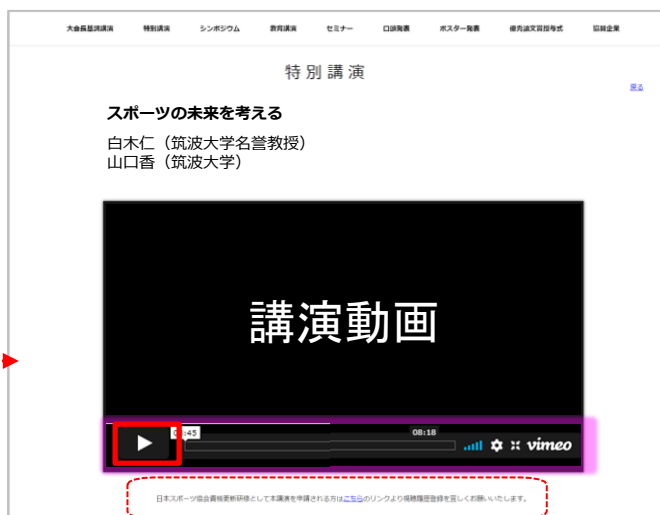 大会長基調講演 特別講演 シンポジウム 教育講演 セミナー 口頭発表 ポスター発表 優秀論文賞授与式 協賛企業
特別講演
戻る
スポーツの未来を考える
白木仁（筑波大学名誉教授）
山口香（筑波大学）
講演動画
:45
08:18
vimeo
日本スポーツ協会資格更新研修として本講演を申請される方はこちらのリンクより視聴履歴登録を宜しくお願いいたします。